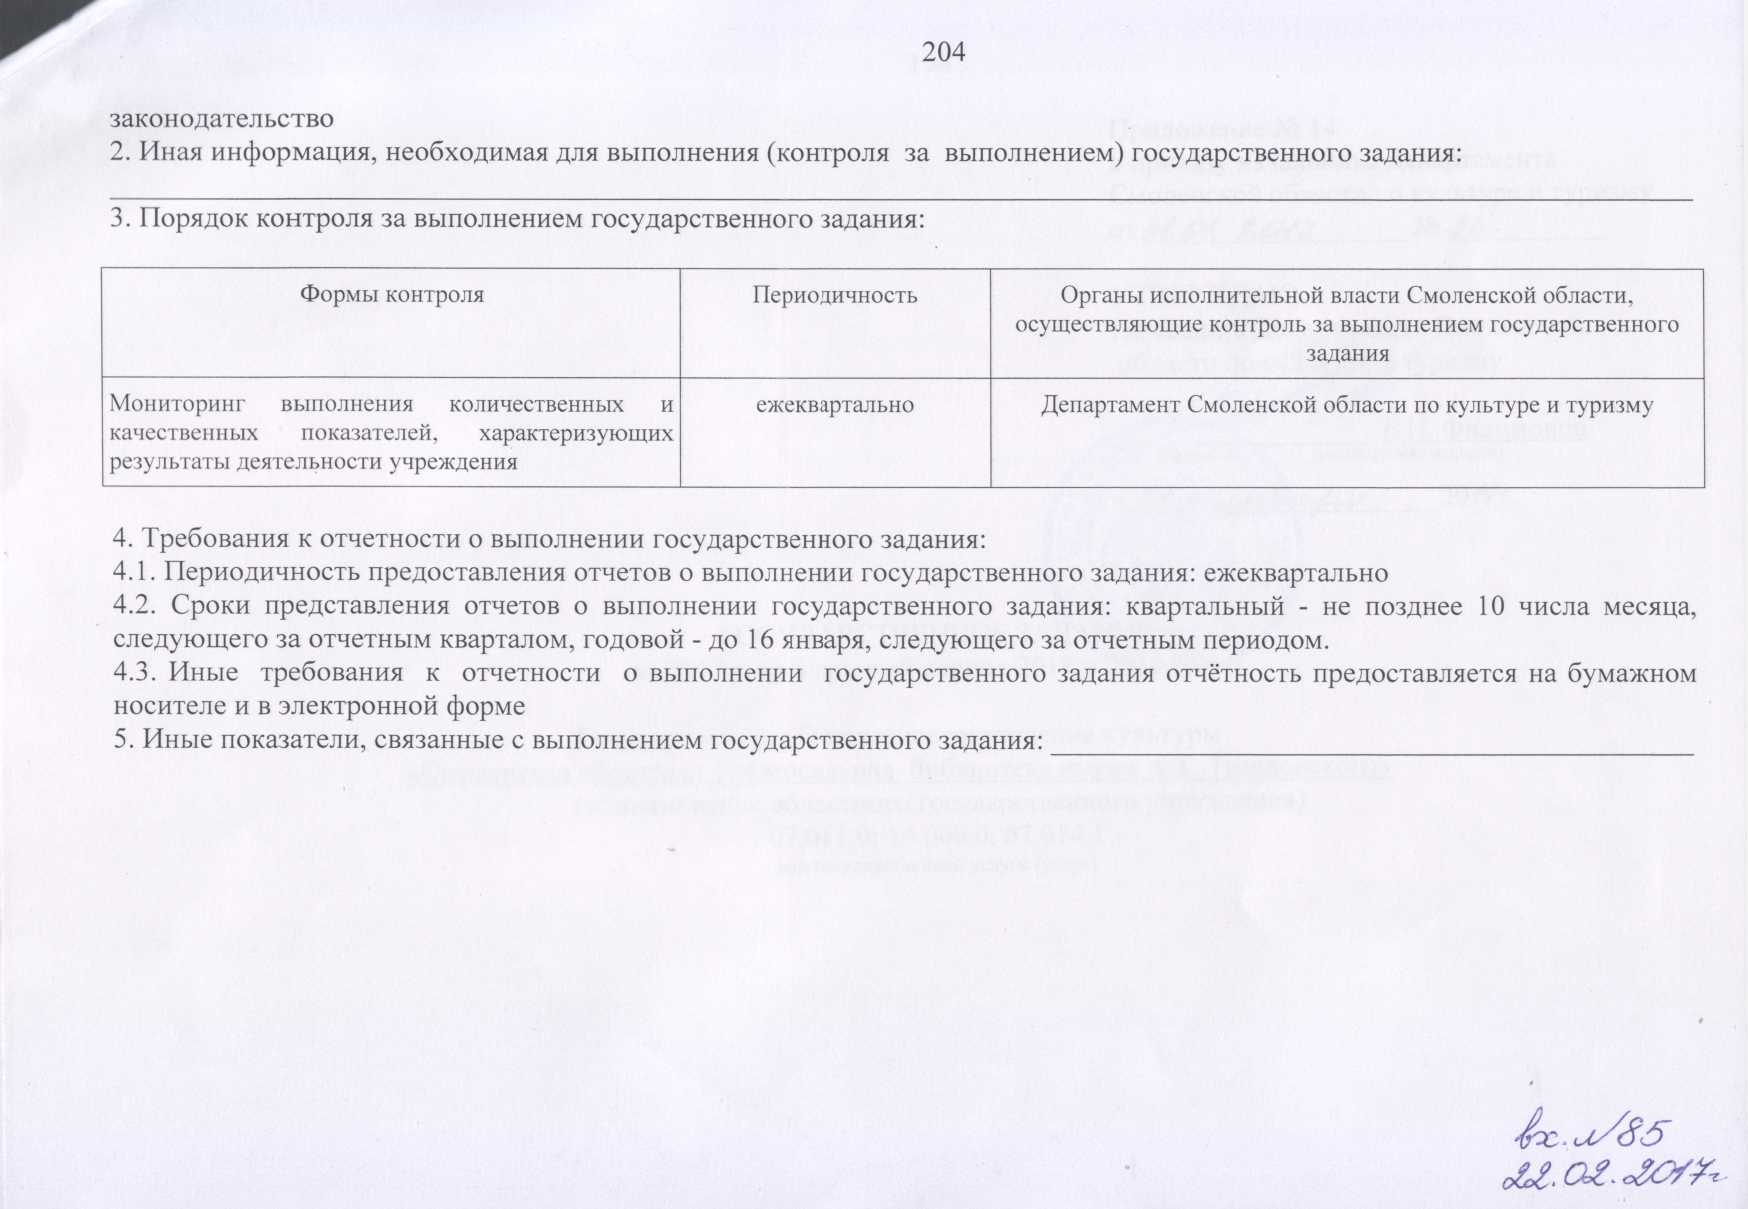 204
законодательство
2. Иная информация, необходимая для выполнения (контроля за выполнением) государственного задания:
3. Порядок контроля за выполнением государственного задания:
Формы контроля
Периодичность
Органы исполнительной власти Смоленской области,
осуществляющие контроль за выполнением государственного
задания
Мониторинг выполнения количественных и
качественных показателей, характеризующих
результаты деятельности учреждения
ежеквартально
Департамент Смоленской области по культуре и туризму
4. Требования к отчетности о выполнении государственного задания:
4.1. Периодичность предоставления отчетов о выполнении государственного задания: ежеквартально
4.2. Сроки представления отчетов о выполнении государственного задания: квартальный - не позднее 10 числа месяца,
следующего за отчетным кварталом, годовой - до 16 января, следующего за отчетным периодом.
4.3. Иные требования к отчетности о выполнении государственного задания отчётность предоставляется на бумажном
носителе и в электронной форме
5. Иные показатели, связанные с выполнением государственного задания:
вх. №85
22.02.2017г